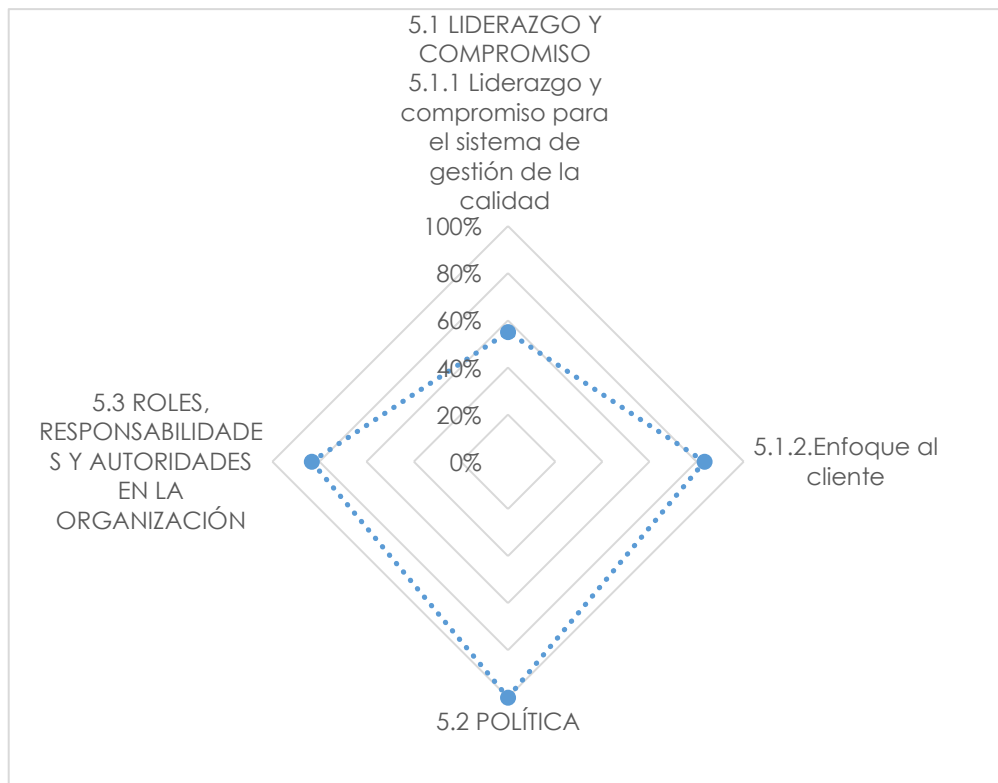 5.1 LIDERAZGO Y
COMPROMISO
5.1.1 Liderazgo y
compromiso para
el sistema de
gestión de la
calidad
100%
80%
60%
40%
20%
0%
5.3 ROLES,
RESPONSABILIDADE
S Y AUTORIDADES
EN LA
ORGANIZACIÓN
5.1.2.Enfoque al
cliente
5.2 POLÍTICA